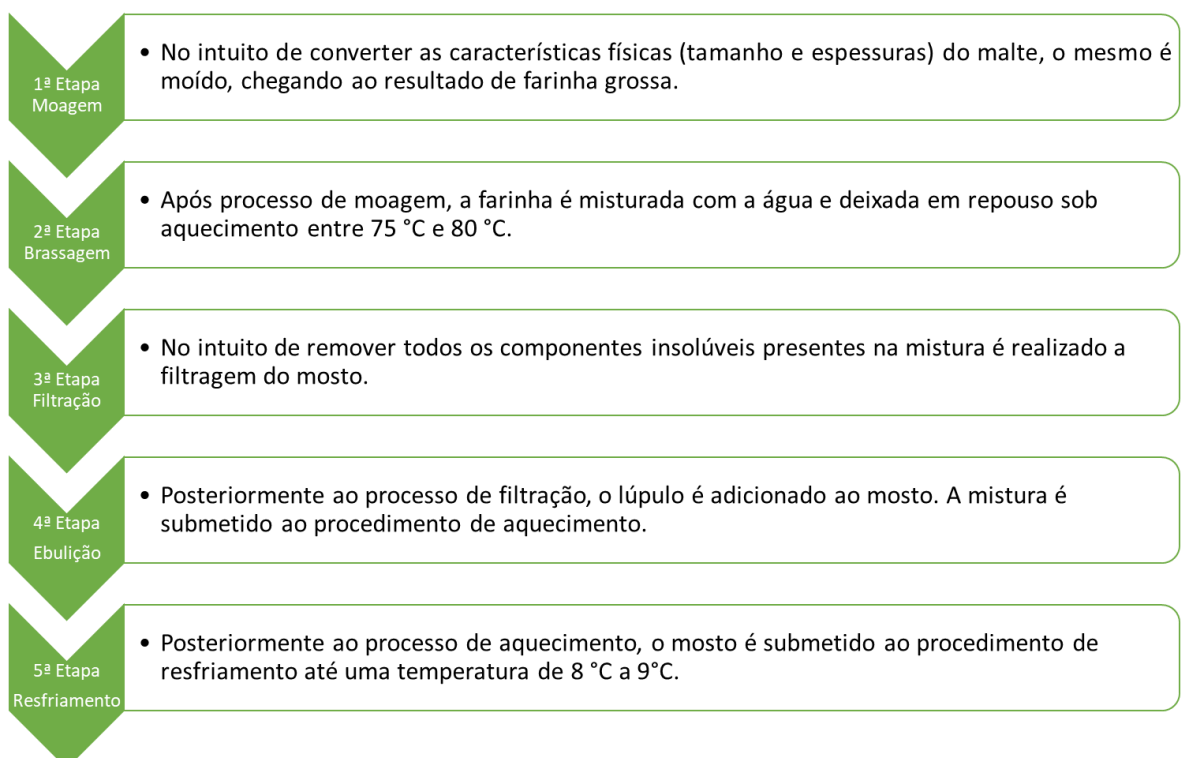 1ª Etapa
Moagem
• No intuito de converter as características físicas (tamanho e espessuras) do malte, o mesmo é
moído, chegando ao resultado de farinha grossa.
2ª Etapa
Brassagem
• Após processo de moagem, a farinha é misturada com a água e deixada em repouso sob
aquecimento entre 75 °C e 80 °C.
3ª Etapa
Filtração
• No intuito de remover todos os componentes insolúveis presentes na mistura é realizado a
filtragem do mosto.
4ª Etapa
Ebulição
• Posteriormente ao processo de filtração, o lúpulo é adicionado ao mosto. A mistura é
submetido ao procedimento de aquecimento.
5ª Etapa
Resfriamento
• Posteriormente ao processo de aquecimento, o mosto é submetido ao procedimento de
resfriamento até uma temperatura de 8 °C a 9°C.